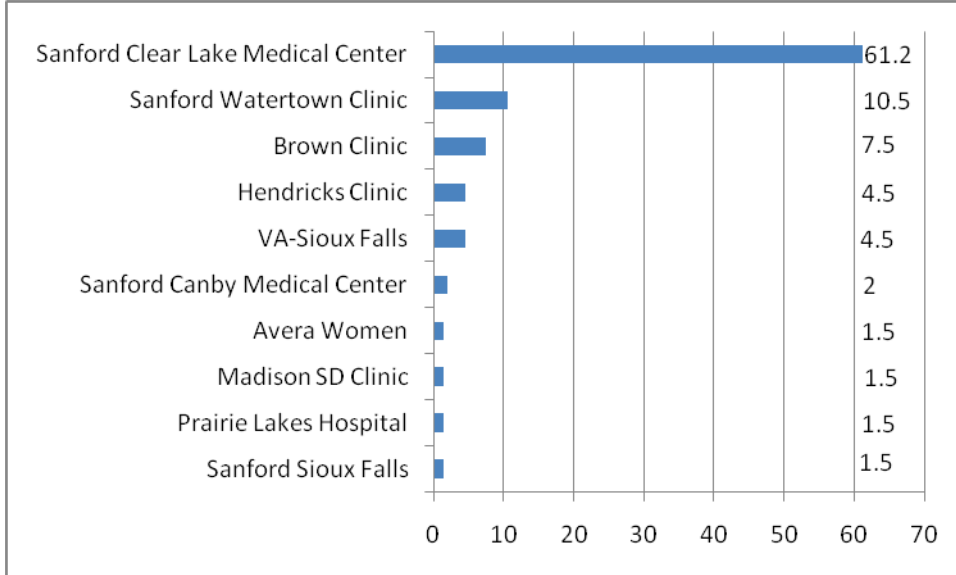 Sanford Clear Lake Medical Center 61.2
Sanford Watertown Clinic 10.5
Brown Clinic 7.5
Hendricks Clinic 4.5
VA-Sioux Falls 4.5
Sanford Canby Medical Center 2
Avera Women 1.5
Madison SD Clinic 1.5
Prairie Lakes Hospital 1.5
Sanford Sioux Falls 1.5
0 10 20 30 40 50 60 70